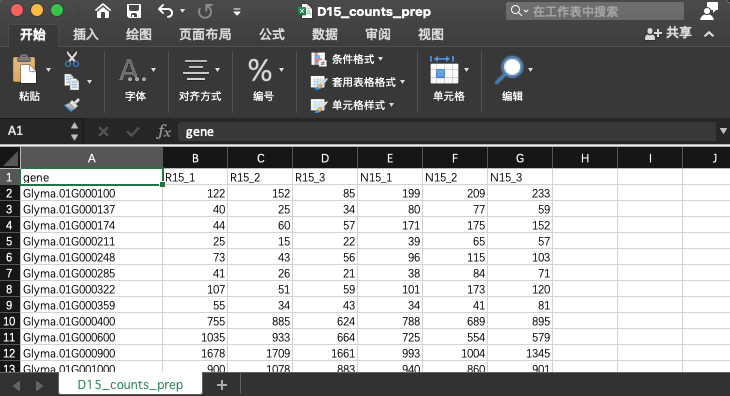 D15_counts_prep
在工作表中搜索
开始 插入 绘图 页面布局 公式 数据 审阅 视图 共享
粘贴 字体 对齐方式 % 编号 条件格式 套用表格格式 单元格样式 单元格 编辑
A1 fx gene
A B C D E F G H I J
1 gene R15_1 R15_2 R15_3 N15_1 N15_2 N15_3
2 Glyma.01G000100 122 152 85 199 209 233
3 Glyma.01G000137 40 25 34 80 77 59
4 Glyma.01G000174 44 60 57 171 175 152
5 Glyma.01G000211 25 15 22 39 65 57
6 Glyma.01G000248 73 43 56 96 115 103
7 Glyma.01G000285 41 26 21 38 84 71
8 Glyma.01G000322 107 51 59 101 173 120
9 Glyma.01G000359 55 34 43 34 41 81
10 Glyma.01G000400 755 885 624 788 689 895
11 Glyma.01G000600 1035 933 664 725 554 579
12 Glyma.01G000900 1678 1709 1661 993 1004 1345
13 Glyma.01G001000 900 1078 883 940 860 901
D15_counts_prep +